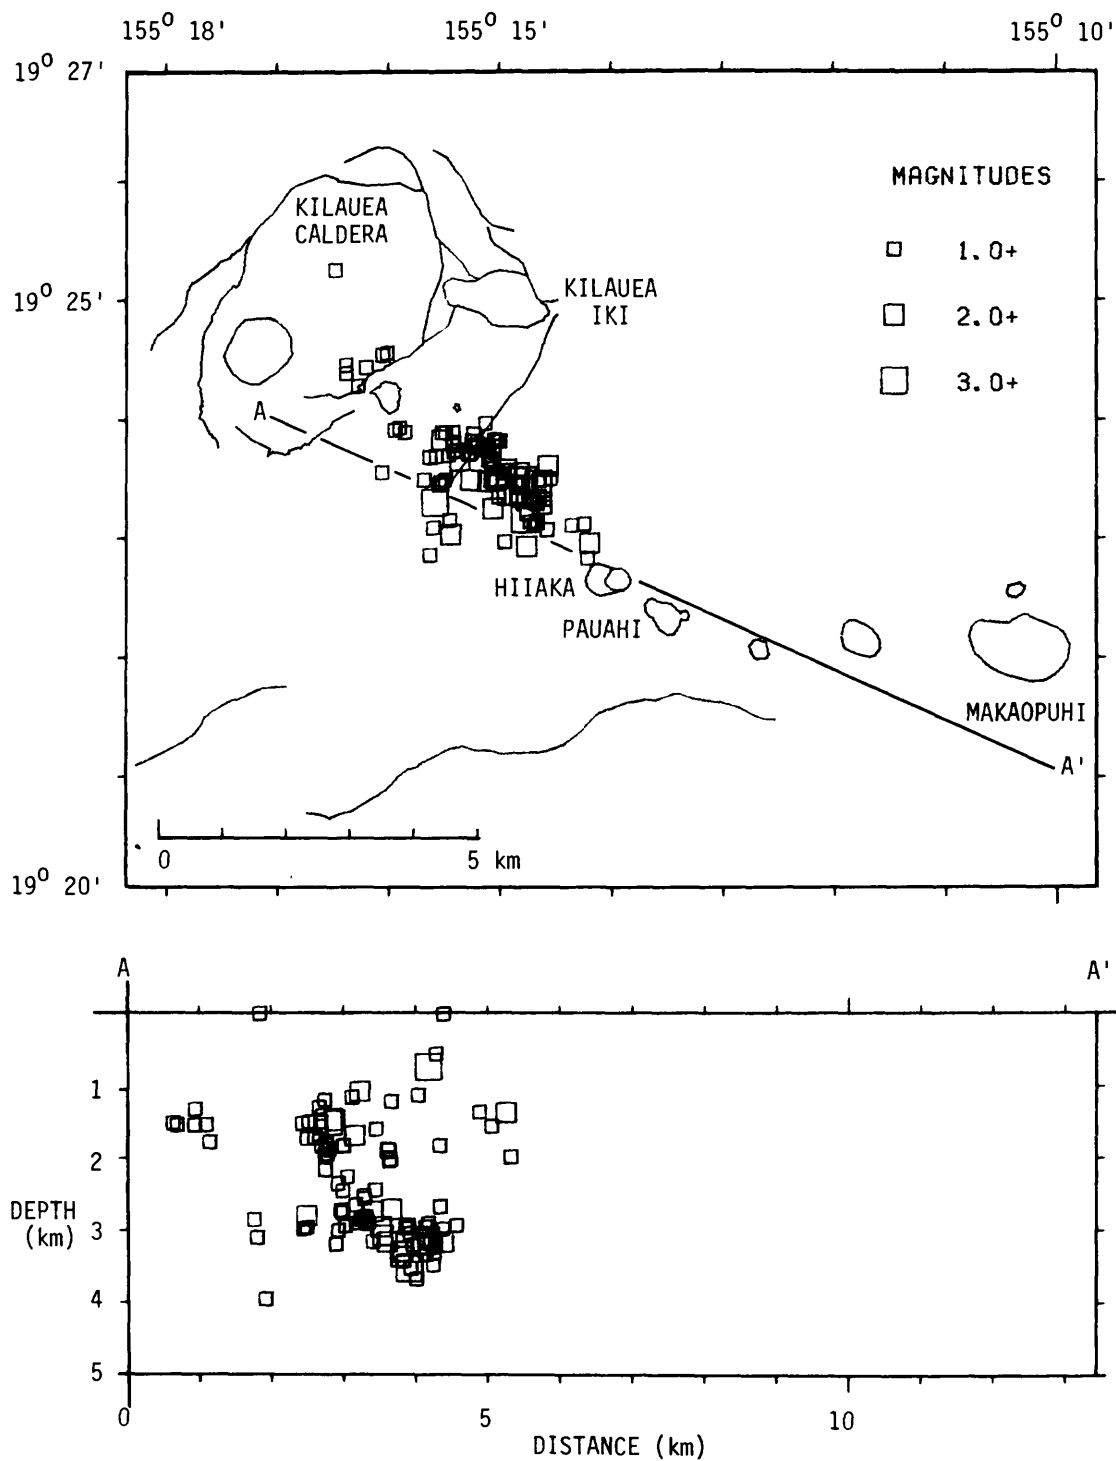 155° 18' 155° 15' 155° 10'
19° 27'
MAGNITUDES
KILAUEA
CALDERA
1.0+
19° 25'
KILAUEA
IKI
2.0+
3.0+
A
HIIAKA
PAUAHI
MAKAOPUHI
A'
0 5 km
19° 20'
A A'
1
2
DEPTH
(km)
3
4
5
0 5 10
DISTANCE (km)